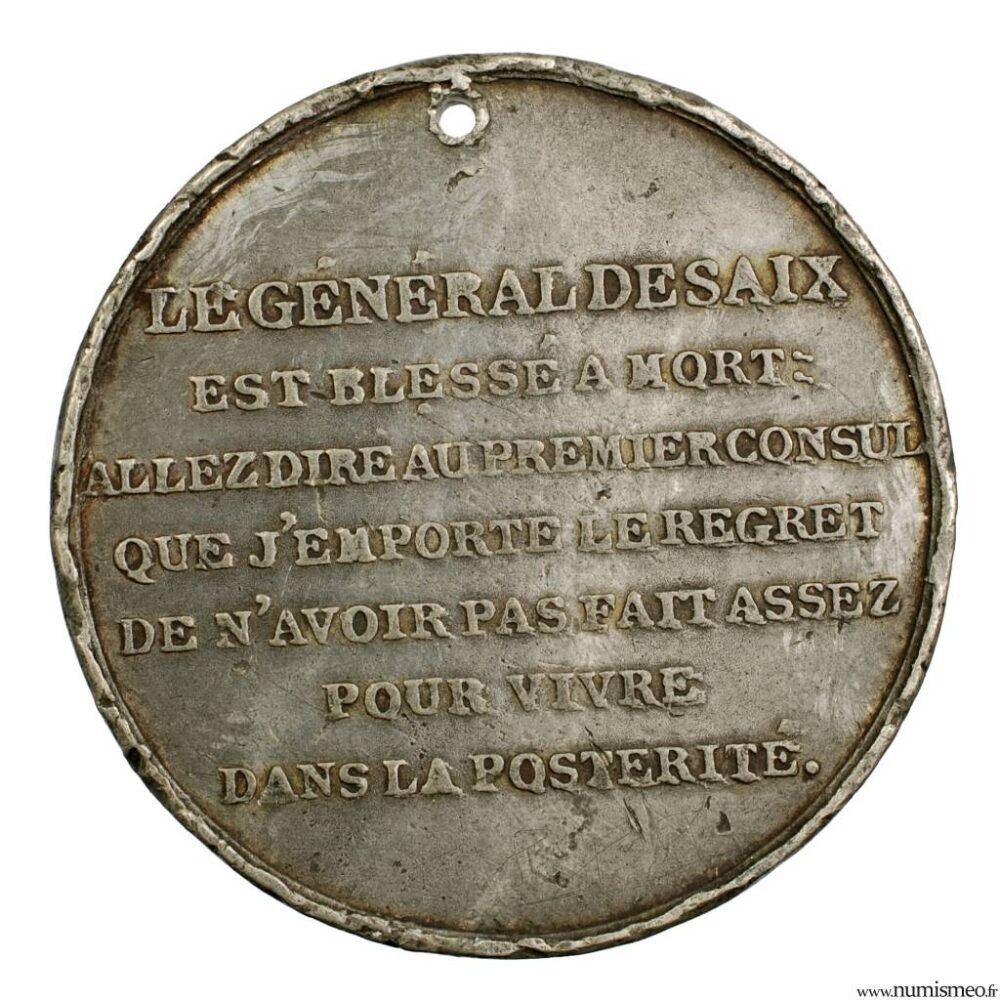 LE GÉNÉRAL DESAIX
EST BLESSÉ A MORT:
ALLEZ DIRE AU PREMIER CONSUL
QUE J'EMPORTE LE REGRET
DE N'AVOIR PAS FAIT ASSEZ
POUR VIVRE
DANS LA POSTERITÉ.
www.numismeo.fr